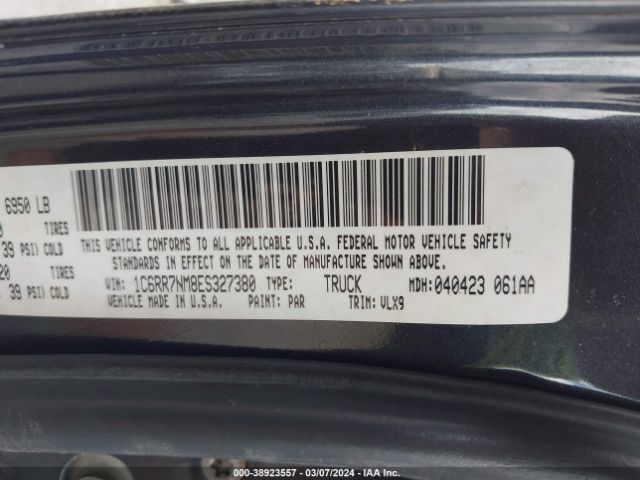 6950 LB
0 TIRES
39 PSI) COLD
20 TIRES
39 PSI) COLD
THIS VEHICLE CONFORMS TO ALL APPLICABLE U.S.A. FEDERAL MOTOR VEHICLE SAFETY
STANDARDS IN EFFECT ON THE DATE OF MANUFACTURE SHOWN ABOVE.
VIN: 1C6RR7NM8ES327380 TYPE: TRUCK MDH: 040423 061AA
VEHICLE MADE IN U.S.A. PAINT: PAR TRIM: VLX9
000-38923557 - 03/07/2024 - IAA Inc.